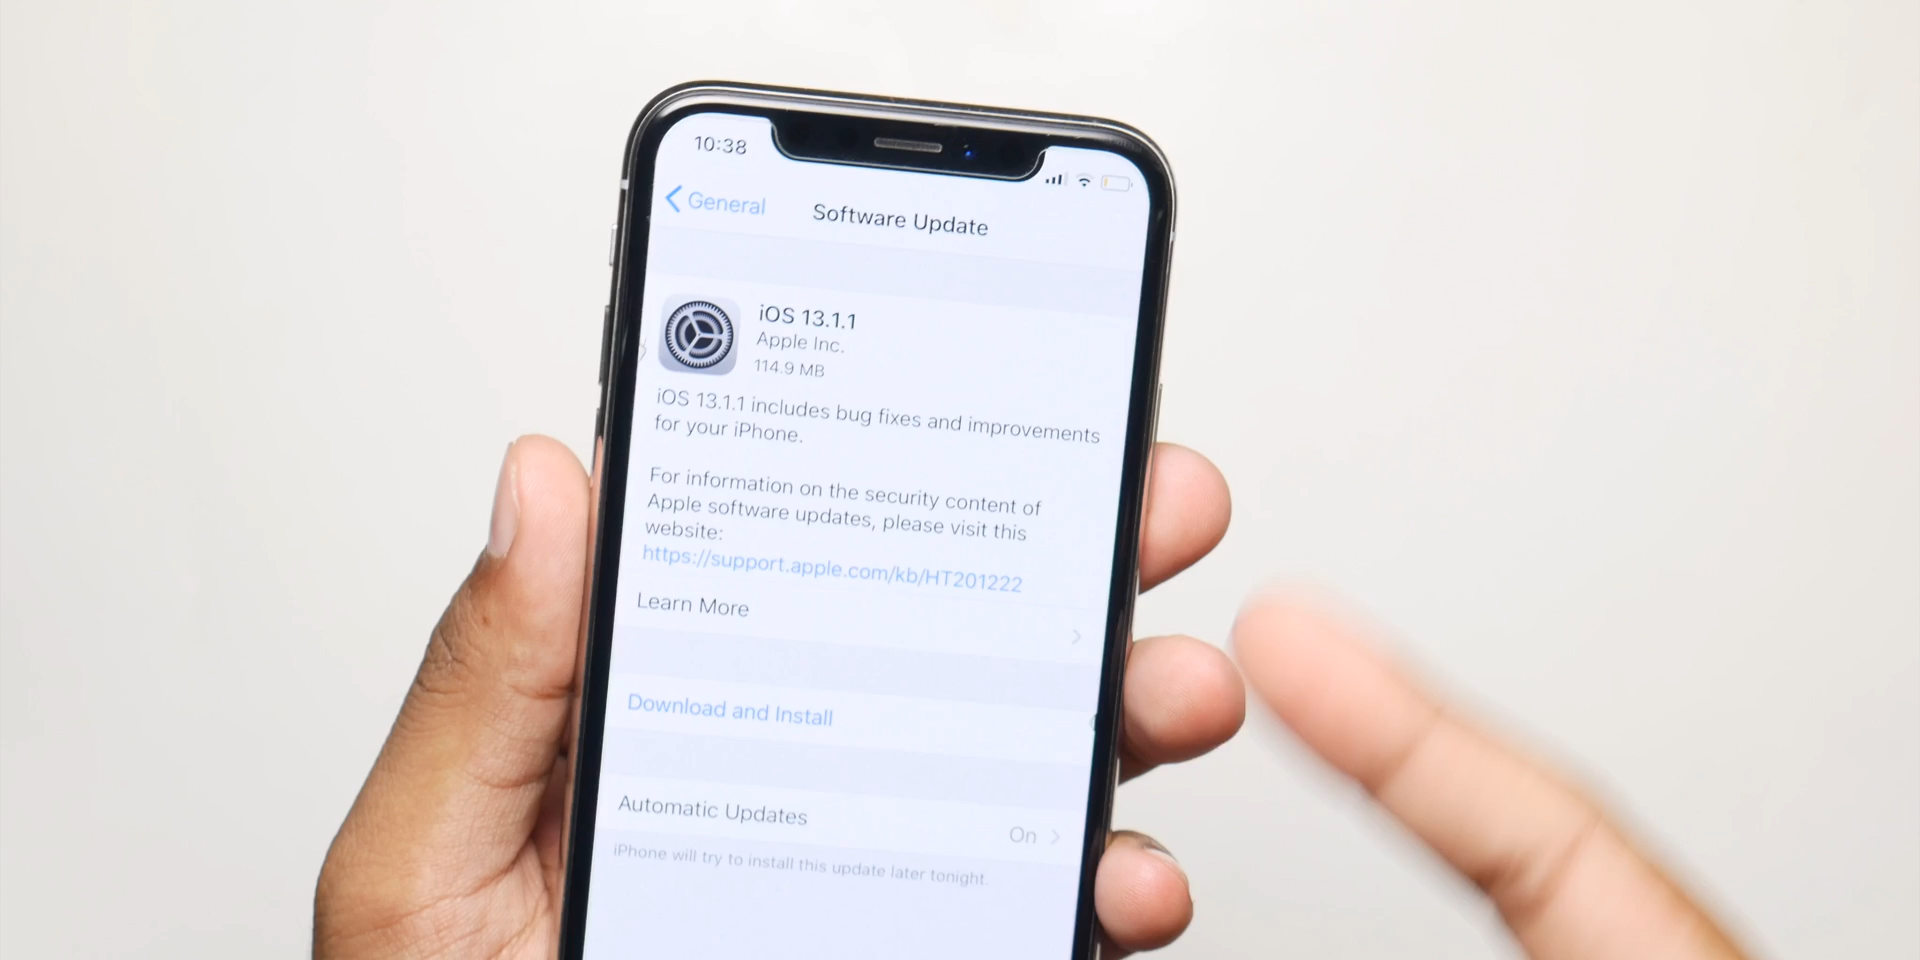 10:38
General
Software Update
iOS 13.1.1
Apple Inc.
114.9 MB
iOS 13.1.1 includes bug fixes and improvements
for your iPhone.
For information on the security content of
Apple software updates, please visit this
website:
https://support.apple.com/kb/HT201222
Learn More
Download and Install
Automatic Updates
On
iPhone will try to install this update later tonight.